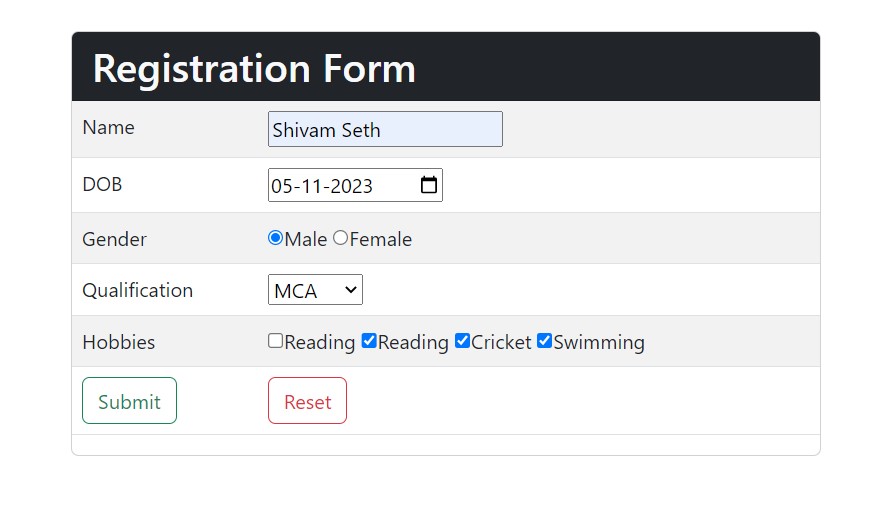 Registration Form
Name Shivam Seth
DOB 05-11-2023
Gender Male Female
Qualification MCA
Hobbies Reading Reading Cricket Swimming
Submit Reset